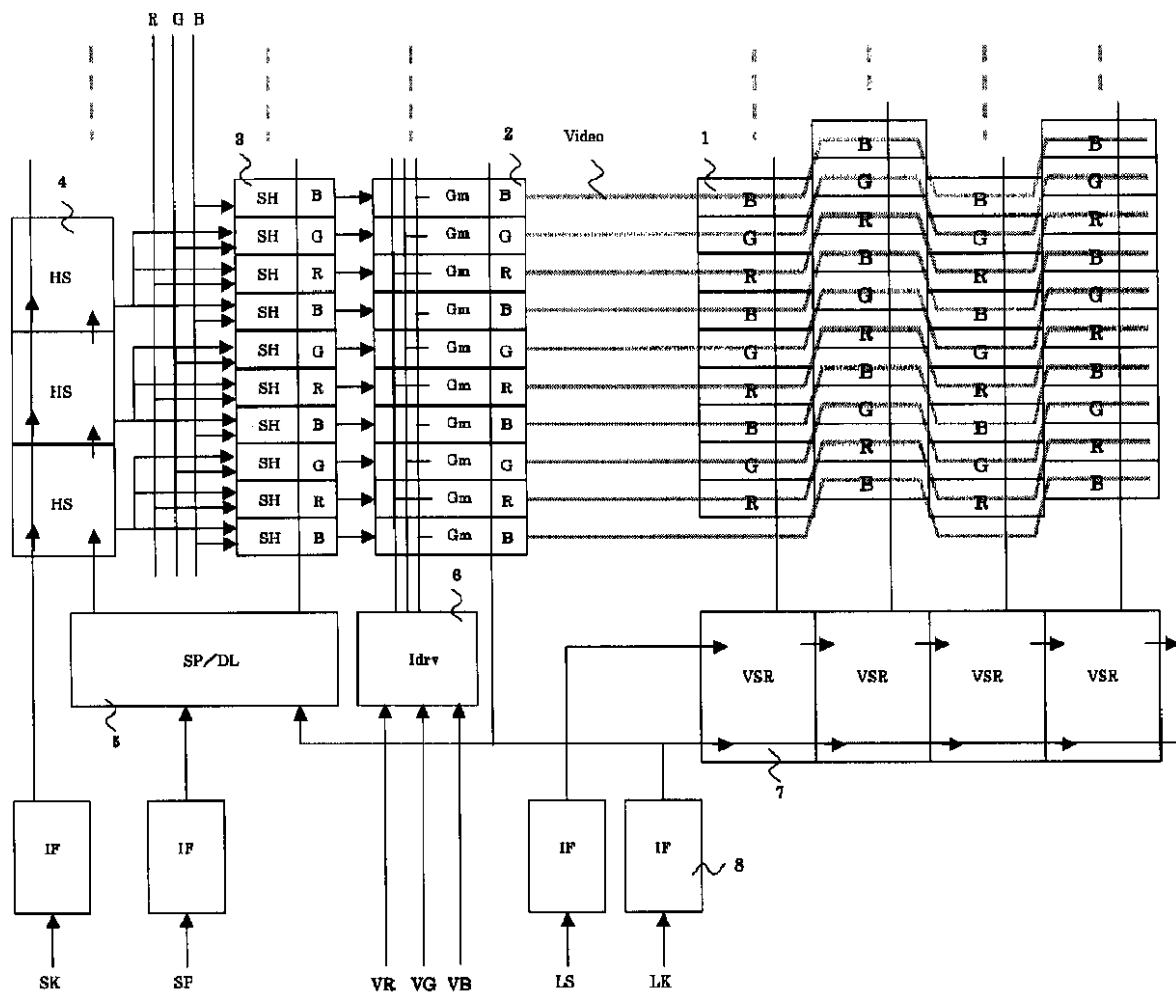 R G B
3 2 Video 1
4
B B
G G
SH B Gm B B B
SH G Gm G G R G R
HS SH R Gm R R B R B
SH B Gm B B G B G
SH G Gm G G R G R
HS SH R Gm R R B R B
SH B Gm B B G B G
SH G Gm G G R G R
HS SH R Gm R R B R B
SH B Gm B
6
SP/DL Idrv VSR VSR VSR VSR
5
7
IF IF IF IF 8
SK SP VR VG VB LS LK